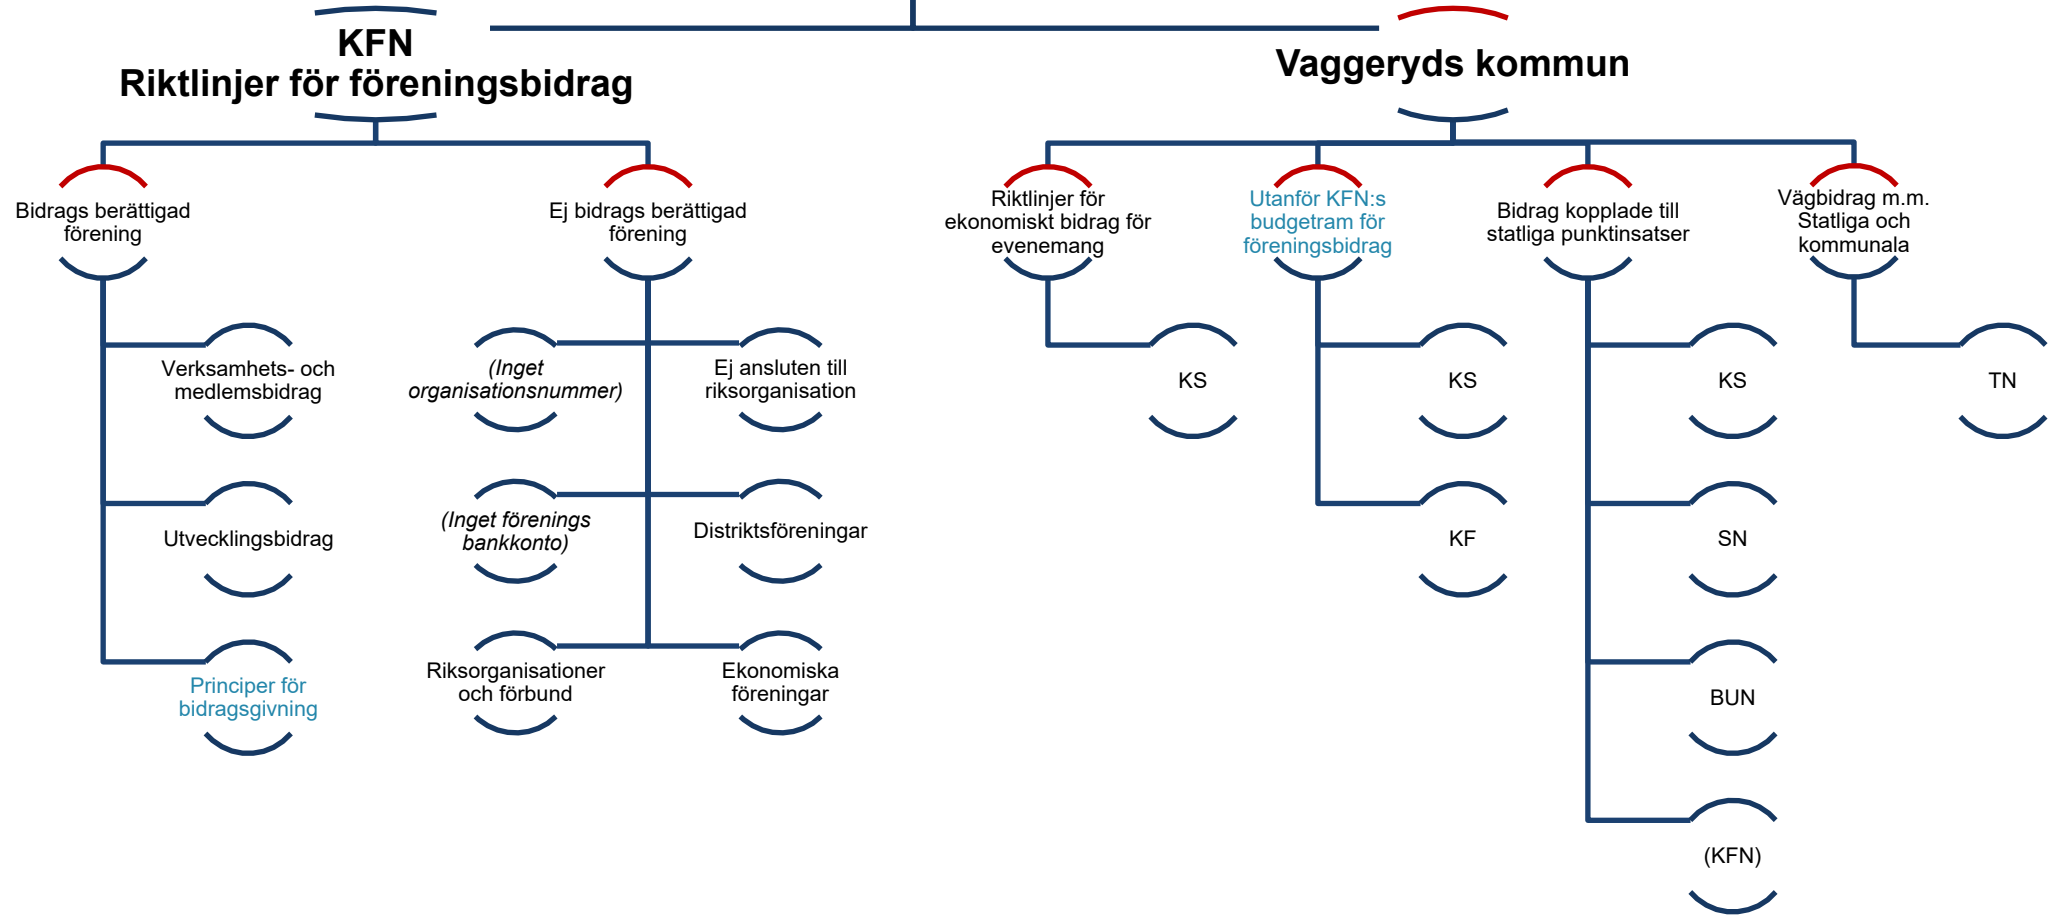 KFN
Riktlinjer för föreningsbidrag
Vaggeryds kommun
Bidrags berättigad
förening
Ej bidrags berättigad
förening
Riktlinjer för
ekonomiskt bidrag för
evenemang
Utanför KFN:s
budgetram för
föreningsbidrag
Bidrag kopplade till
statliga punktinsatser
Vägbidrag m.m.
Statliga och
kommunala
Verksamhets- och
medlemsbidrag
Utvecklingsbidrag
Principer för
bidragsgivning
(Inget
organisationsnummer)
Ej ansluten till
riksorganisation
(Inget förenings
bankkonto)
Distriktsföreningar
Riksorganisationer
och förbund
Ekonomiska
föreningar
KS
KS
KF
KS
SN
BUN
(KFN)
TN